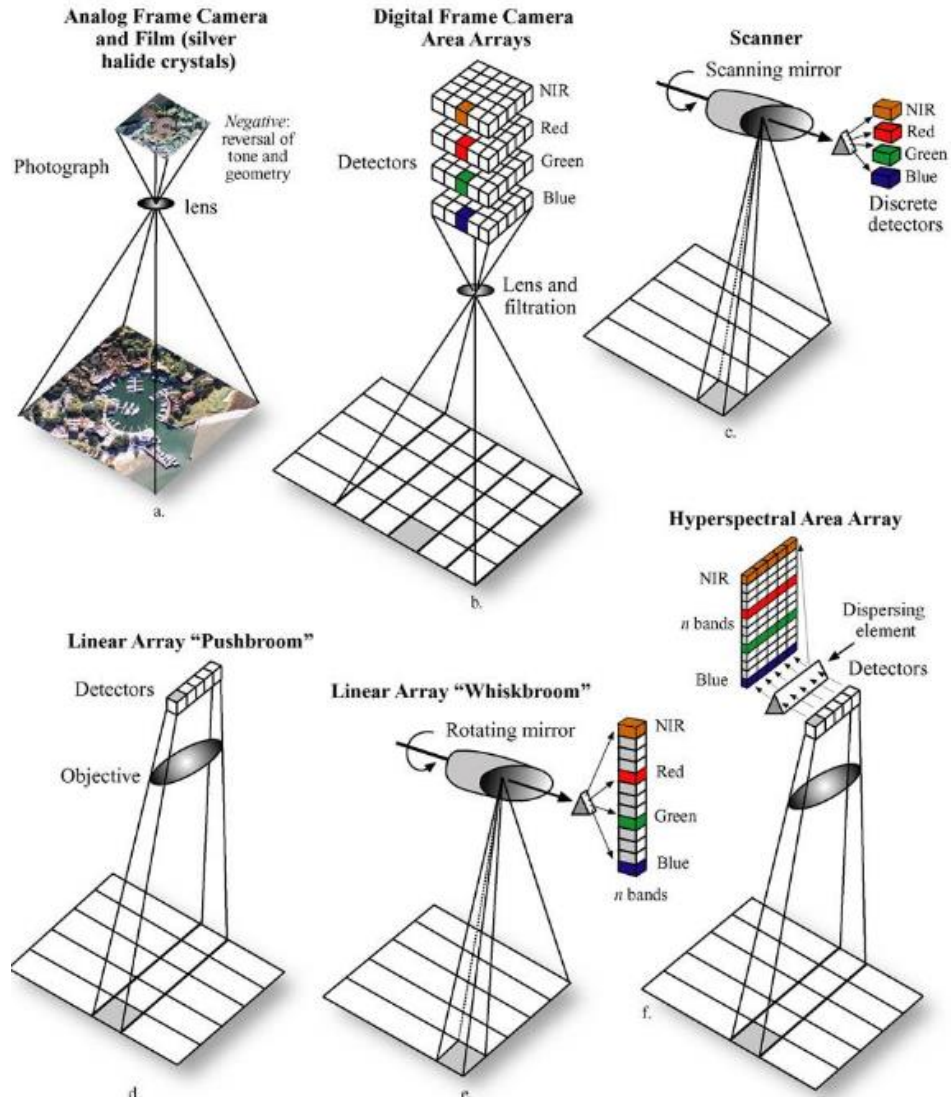 Analog Frame Camera
and Film (silver
halide crystals)
Negative:
reversal of
tone and
geometry
Photograph
lens
a.
Digital Frame Camera
Area Arrays
NIR
Red
Detectors
Green
Blue
Lens and
filtration
b.
Scanner
Scanning mirror
NIR
Red
Green
Blue
Discrete
detectors
c.
Linear Array “Pushbroom”
Detectors
Objective
d.
Linear Array “Whiskbroom”
Rotating mirror
NIR
Red
Green
Blue
n bands
e.
Hyperspectral Area Array
NIR
Dispersing
element
n bands
Detectors
Blue
f.